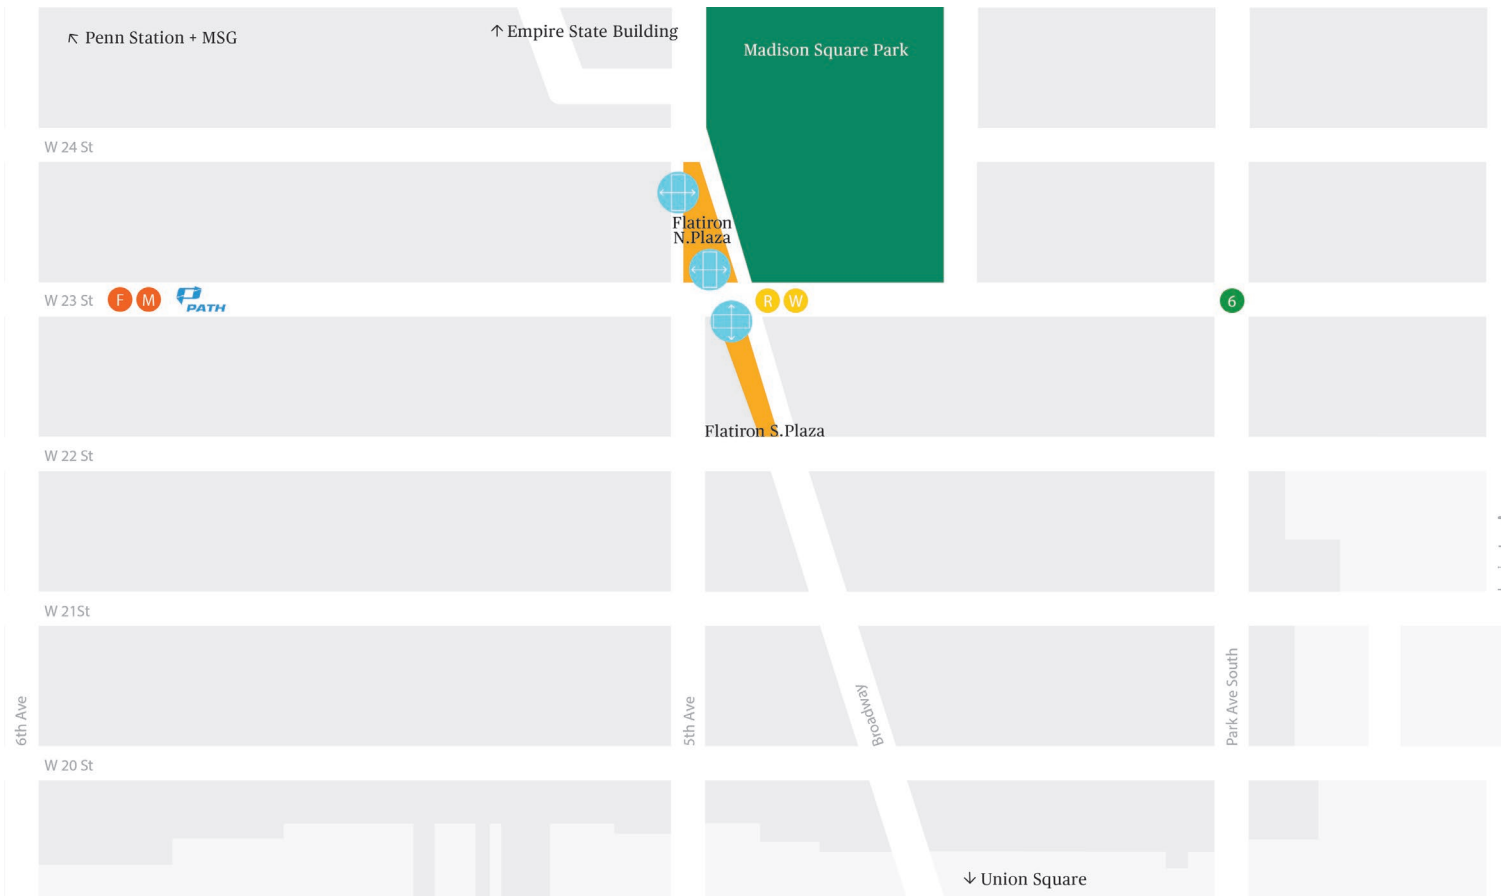 ↖ Penn Station + MSG
↑ Empire State Building
Madison Square Park
W 24 St
Flatiron
N.Plaza
W 23 St F M PATH
R W
6
Flatiron S.Plaza
W 22 St
W 21St
6th Ave
5th Ave
Broadway
Park Ave South
W 20 St
↓ Union Square